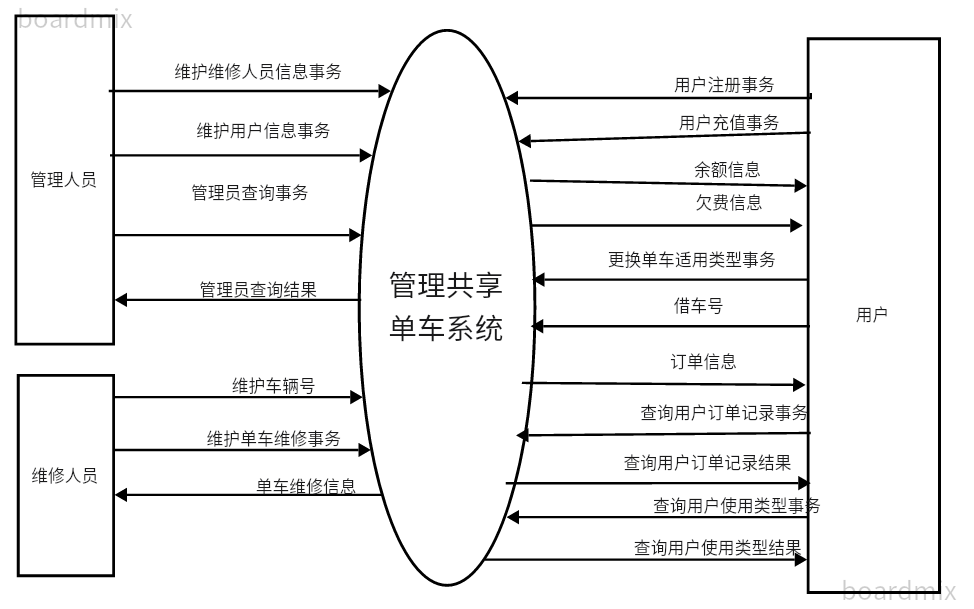 boardmix
维护维修人员信息事务
维护用户信息事务
管理人员
管理员查询事务
管理员查询结果
维护车辆号
维护单车维修事务
维修人员
单车维修信息
管理共享
单车系统
用户注册事务
用户充值事务
余额信息
欠费信息
更换单车适用类型事务
借车号
用户
订单信息
查询用户订单记录事务
查询用户订单记录结果
查询用户使用类型事务
查询用户使用类型结果
boardmix